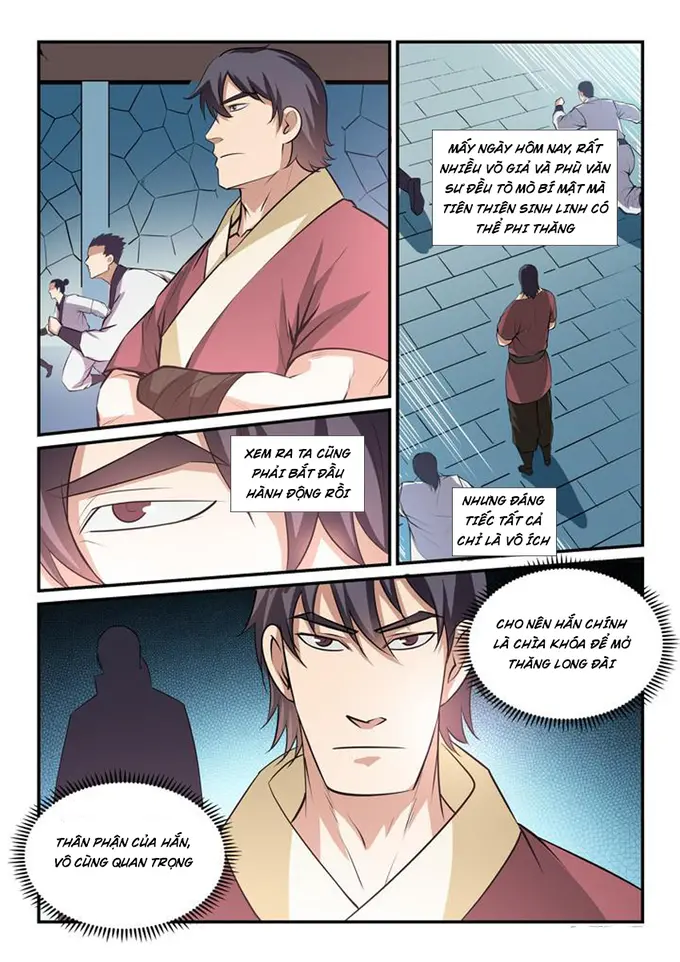 MẤY NGÀY HÔM NAY, RẤT
NHIỀU VÕ GIẢ VÀ PHÙ VĂN
SƯ ĐỀU TÒ MÒ BÍ MẬT MÀ
TIÊN THIÊN SINH LINH CÓ
THỂ PHI THĂNG
NHƯNG ĐÁNG
TIẾC TẤT CẢ
CHỈ LÀ VÔ ÍCH
XEM RA TA CŨNG
PHẢI BẮT ĐẦU
HÀNH ĐỘNG RỒI
CHO NÊN HẮN CHÍNH
LÀ CHÌA KHÓA ĐỂ MỞ
THĂNG LONG ĐÀI
THÂN PHẬN CỦA HẮN,
VÔ CÙNG QUAN TRỌNG